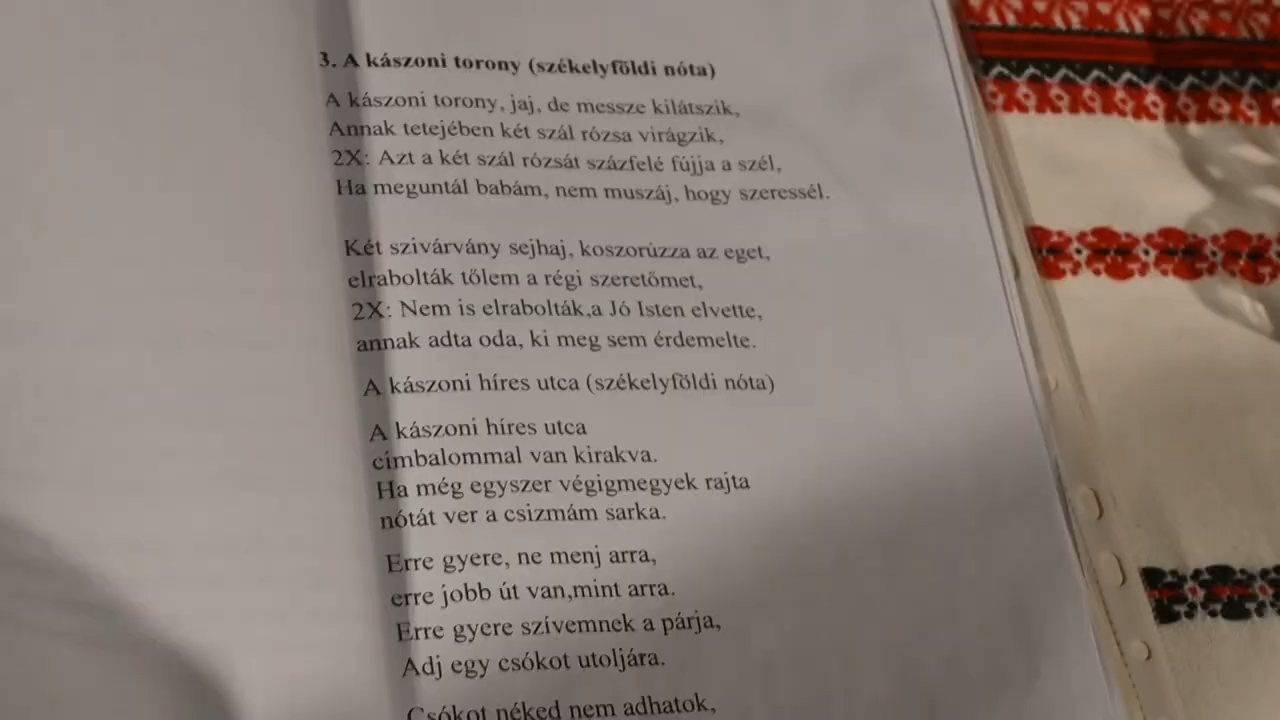 3. A kászoni torony (székelyföldi nóta)
A kászoni torony, jaj, de messze kilátszik,
Annak tetejében két szál rózsa virágzik,
2X: Azt a két szál rózsát százfelé fújja a szél,
Ha meguntál babám, nem muszáj, hogy szeressél.
Két szivárvány sejhaj, koszorúzza az eget,
elrabolták tőlem a régi szeretőmet,
2X: Nem is elrabolták,a Jó Isten elvette,
annak adta oda, ki meg sem érdemelte.
A kászoni híres utca (székelyföldi nóta)
A kászoni híres utca
cimbalommal van kirakva.
Ha még egyszer végigmegyek rajta
nótát ver a csizmám sarka.
Erre gyere, ne menj arra,
erre jobb út van,mint arra.
Erre gyere szívemnek a párja,
Adj egy csókot utoljára.
Csókot néked nem adhatok,